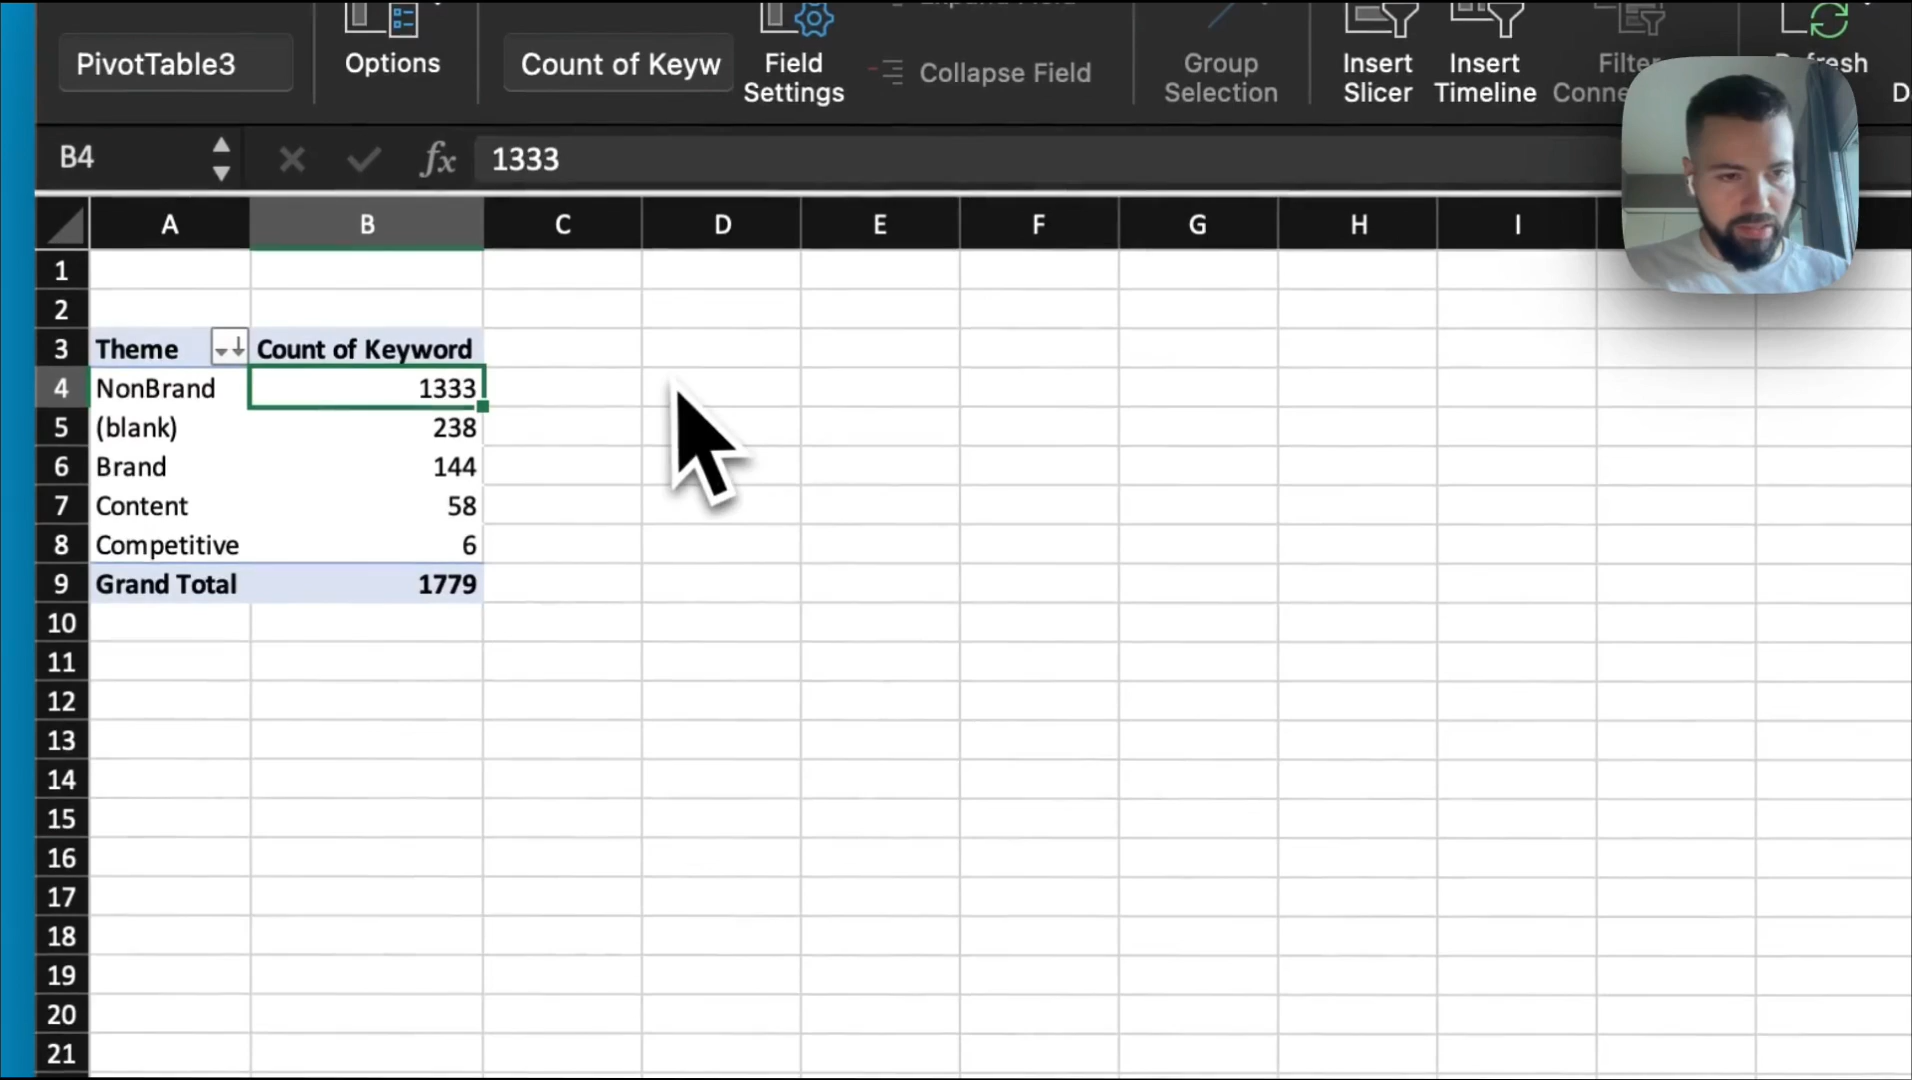 PivotTable3
Options
Count of Keyw
Field Settings
Collapse Field
Group Selection
Insert Slicer
Insert Timeline
B4
fx
1333
A B C D E F G H I
1
2
3 Theme Count of Keyword
4 NonBrand 1333
5 (blank) 238
6 Brand 144
7 Content 58
8 Competitive 6
9 Grand Total 1779
10
11
12
13
14
15
16
17
18
19
20
21